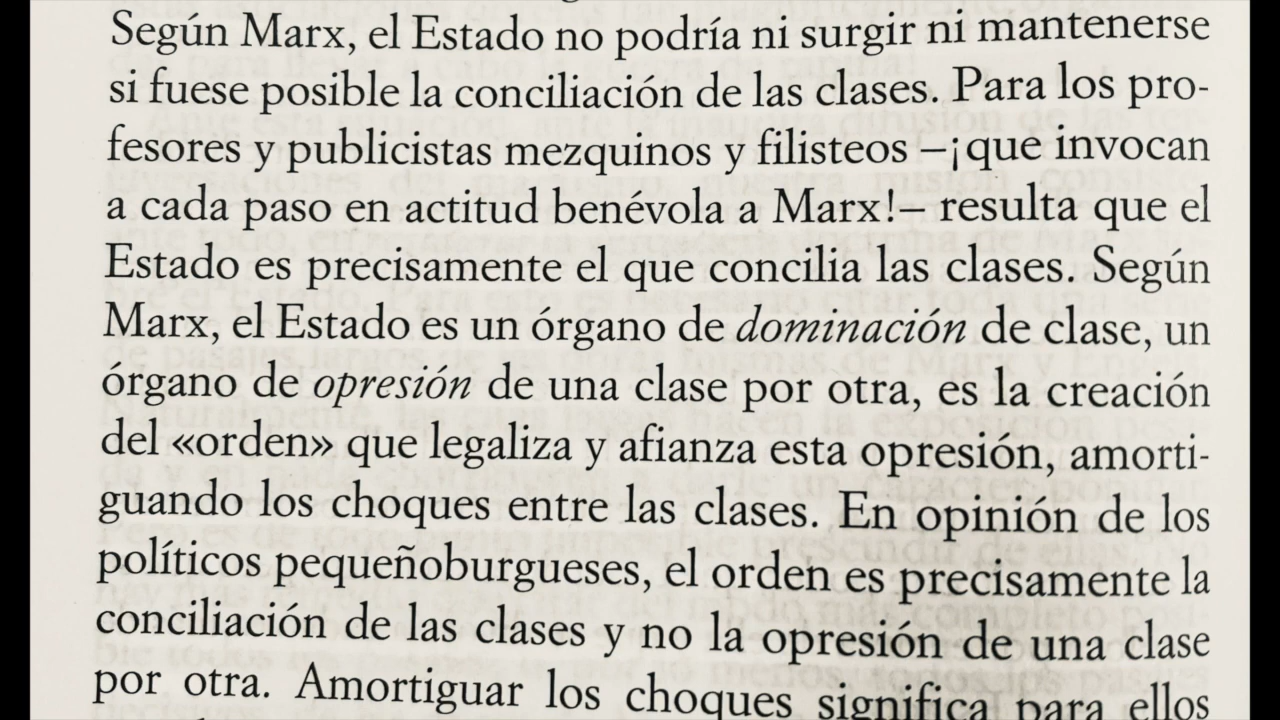 Según Marx, el Estado no podría ni surgir ni mantenerse
si fuese posible la conciliación de las clases. Para los pro-
fesores y publicistas mezquinos y filisteos –¡que invocan
a cada paso en actitud benévola a Marx!– resulta que el
Estado es precisamente el que concilia las clases. Según
Marx, el Estado es un órgano de dominación de clase, un
órgano de opresión de una clase por otra, es la creación
del «orden» que legaliza y afianza esta opresión, amorti-
guando los choques entre las clases. En opinión de los
políticos pequeñoburgueses, el orden es precisamente la
conciliación de las clases y no la opresión de una clase
por otra. Amortiguar los choques significa para ellos